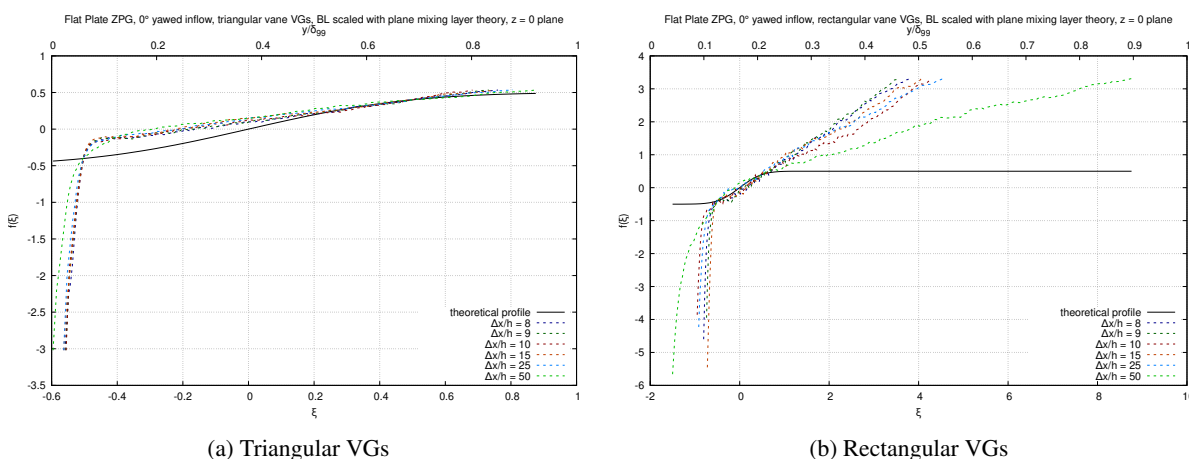 Flat Plate ZPG, 0° yawed inflow, triangular vane VGs, BL scaled with plane mixing layer theory, z = 0 plane
y/δ99
0 0.2 0.4 0.6 0.8 1
1
0.5
0
-0.5
-1
-1.5
-2
-2.5
-3
-3.5
f(ξ)
theoretical profile
Δx/h = 8
Δx/h = 9
Δx/h = 10
Δx/h = 15
Δx/h = 25
Δx/h = 50
-0.6 -0.4 -0.2 0 0.2 0.4 0.6 0.8 1
ξ
(a) Triangular VGs
Flat Plate ZPG, 0° yawed inflow, rectangular vane VGs, BL scaled with plane mixing layer theory, z = 0 plane
y/δ99
0 0.1 0.2 0.3 0.4 0.5 0.6 0.7 0.8 0.9 1
4
3
2
1
0
-1
-2
-3
-4
-5
-6
f(ξ)
theoretical profile
Δx/h = 8
Δx/h = 9
Δx/h = 10
Δx/h = 15
Δx/h = 25
Δx/h = 50
-2 0 2 4 6 8 10
ξ
(b) Rectangular VGs